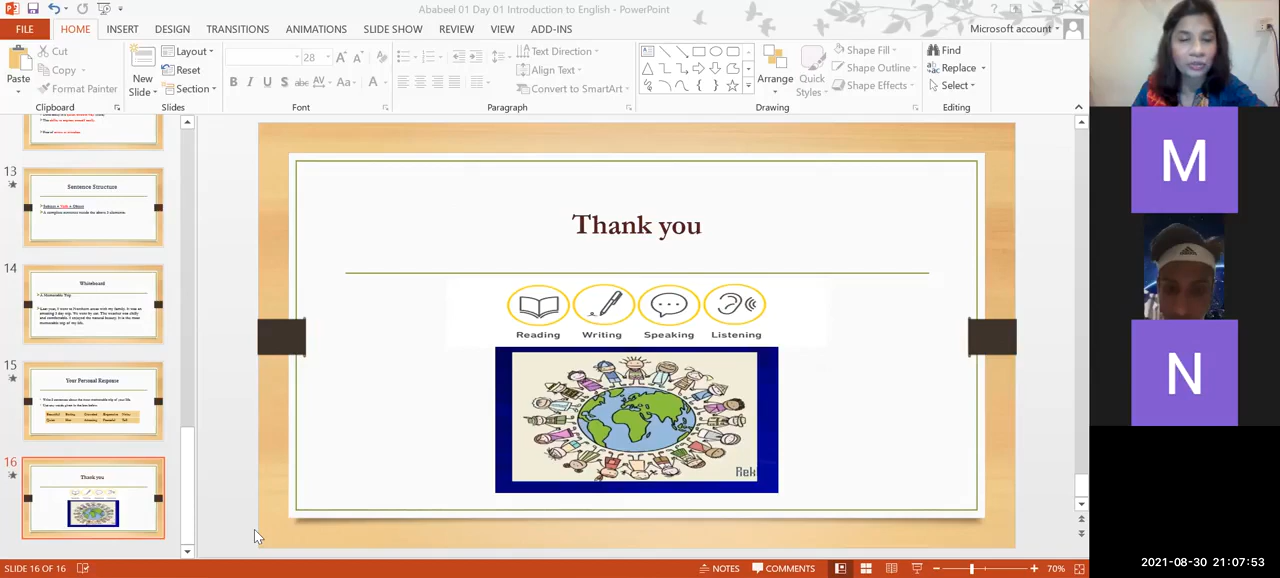 Ababeel 01 Day 01 Introduction to English - PowerPoint
FILE HOME INSERT DESIGN TRANSITIONS ANIMATIONS SLIDE SHOW REVIEW VIEW ADD-INS
Microsoft account
Paste
Cut
Copy
Format Painter
Clipboard
New
Slide
Layout
Reset
Section
Slides
28
Font
Text Direction
Align Text
Convert to SmartArt
Paragraph
Arrange
Quick
Styles
Shape Fill
Shape Outline
Shape Effects
Drawing
Find
Replace
Select
Editing
13
Sentence Structure
14
Whiteboard
A Memorable Trip
15
Your Personal Response
16
Thank you
Thank you
Reading Writing Speaking Listening
Rek
M
N
SLIDE 16 OF 16
NOTES
COMMENTS
70%
2021-08-30 21:07:53